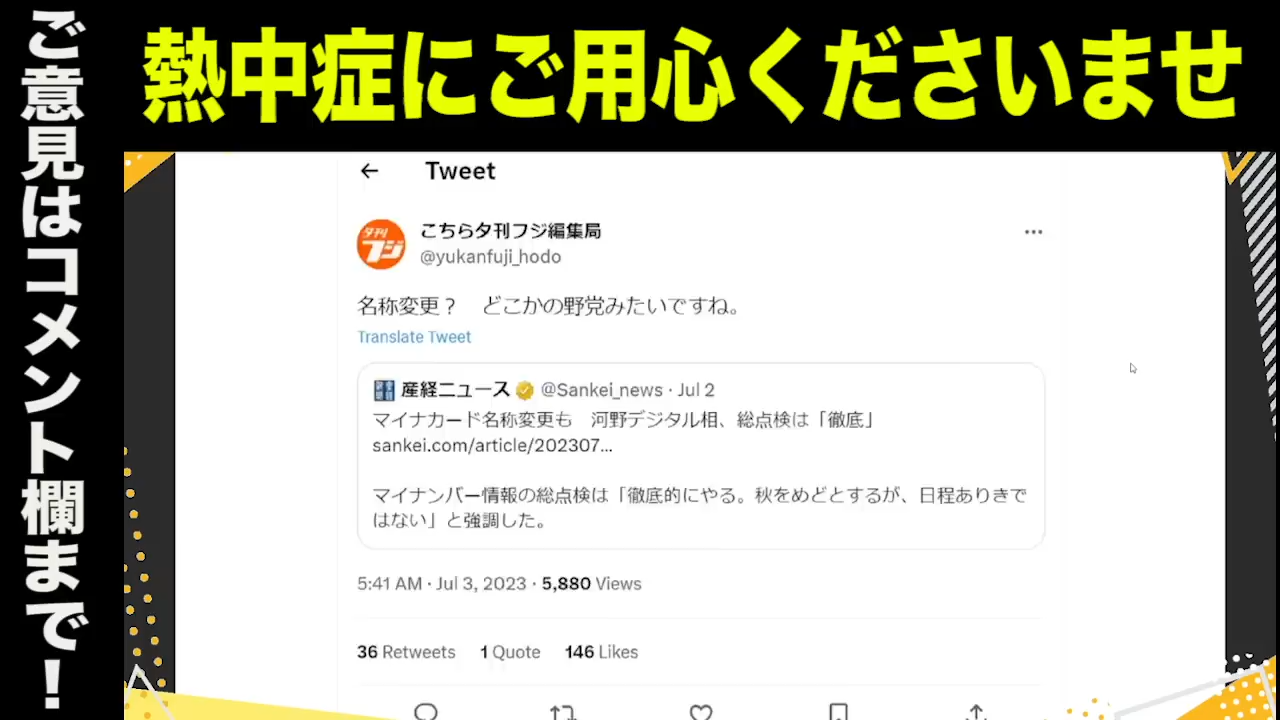 熱中症にご用心くださいませ
ご意見はコメント欄まで!
Tweet
夕刊フジ
こちら夕刊フジ編集局
@yukanfuji_hodo
名称変更？　どこかの野党みたいですね。
Translate Tweet
産経ニュース @Sankei_news · Jul 2
マイナカード名称変更も　河野デジタル相、総点検は「徹底」
sankei.com/article/202307...
マイナンバー情報の総点検は「徹底的にやる。秋をめどとするが、日程ありきで
はない」と強調した。
5:41 AM · Jul 3, 2023 · 5,880 Views
36 Retweets 1 Quote 146 Likes